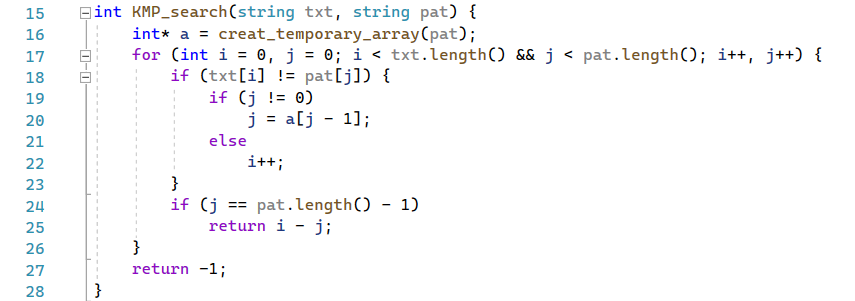 15 int KMP_search(string txt, string pat) {
16     int* a = creat_temporary_array(pat);
17     for (int i = 0, j = 0; i < txt.length() && j < pat.length(); i++, j++) {
18         if (txt[i] != pat[j]) {
19             if (j != 0)
20                 j = a[j - 1];
21             else
22                 i++;
23         }
24         if (j == pat.length() - 1)
25             return i - j;
26     }
27     return -1;
28 }